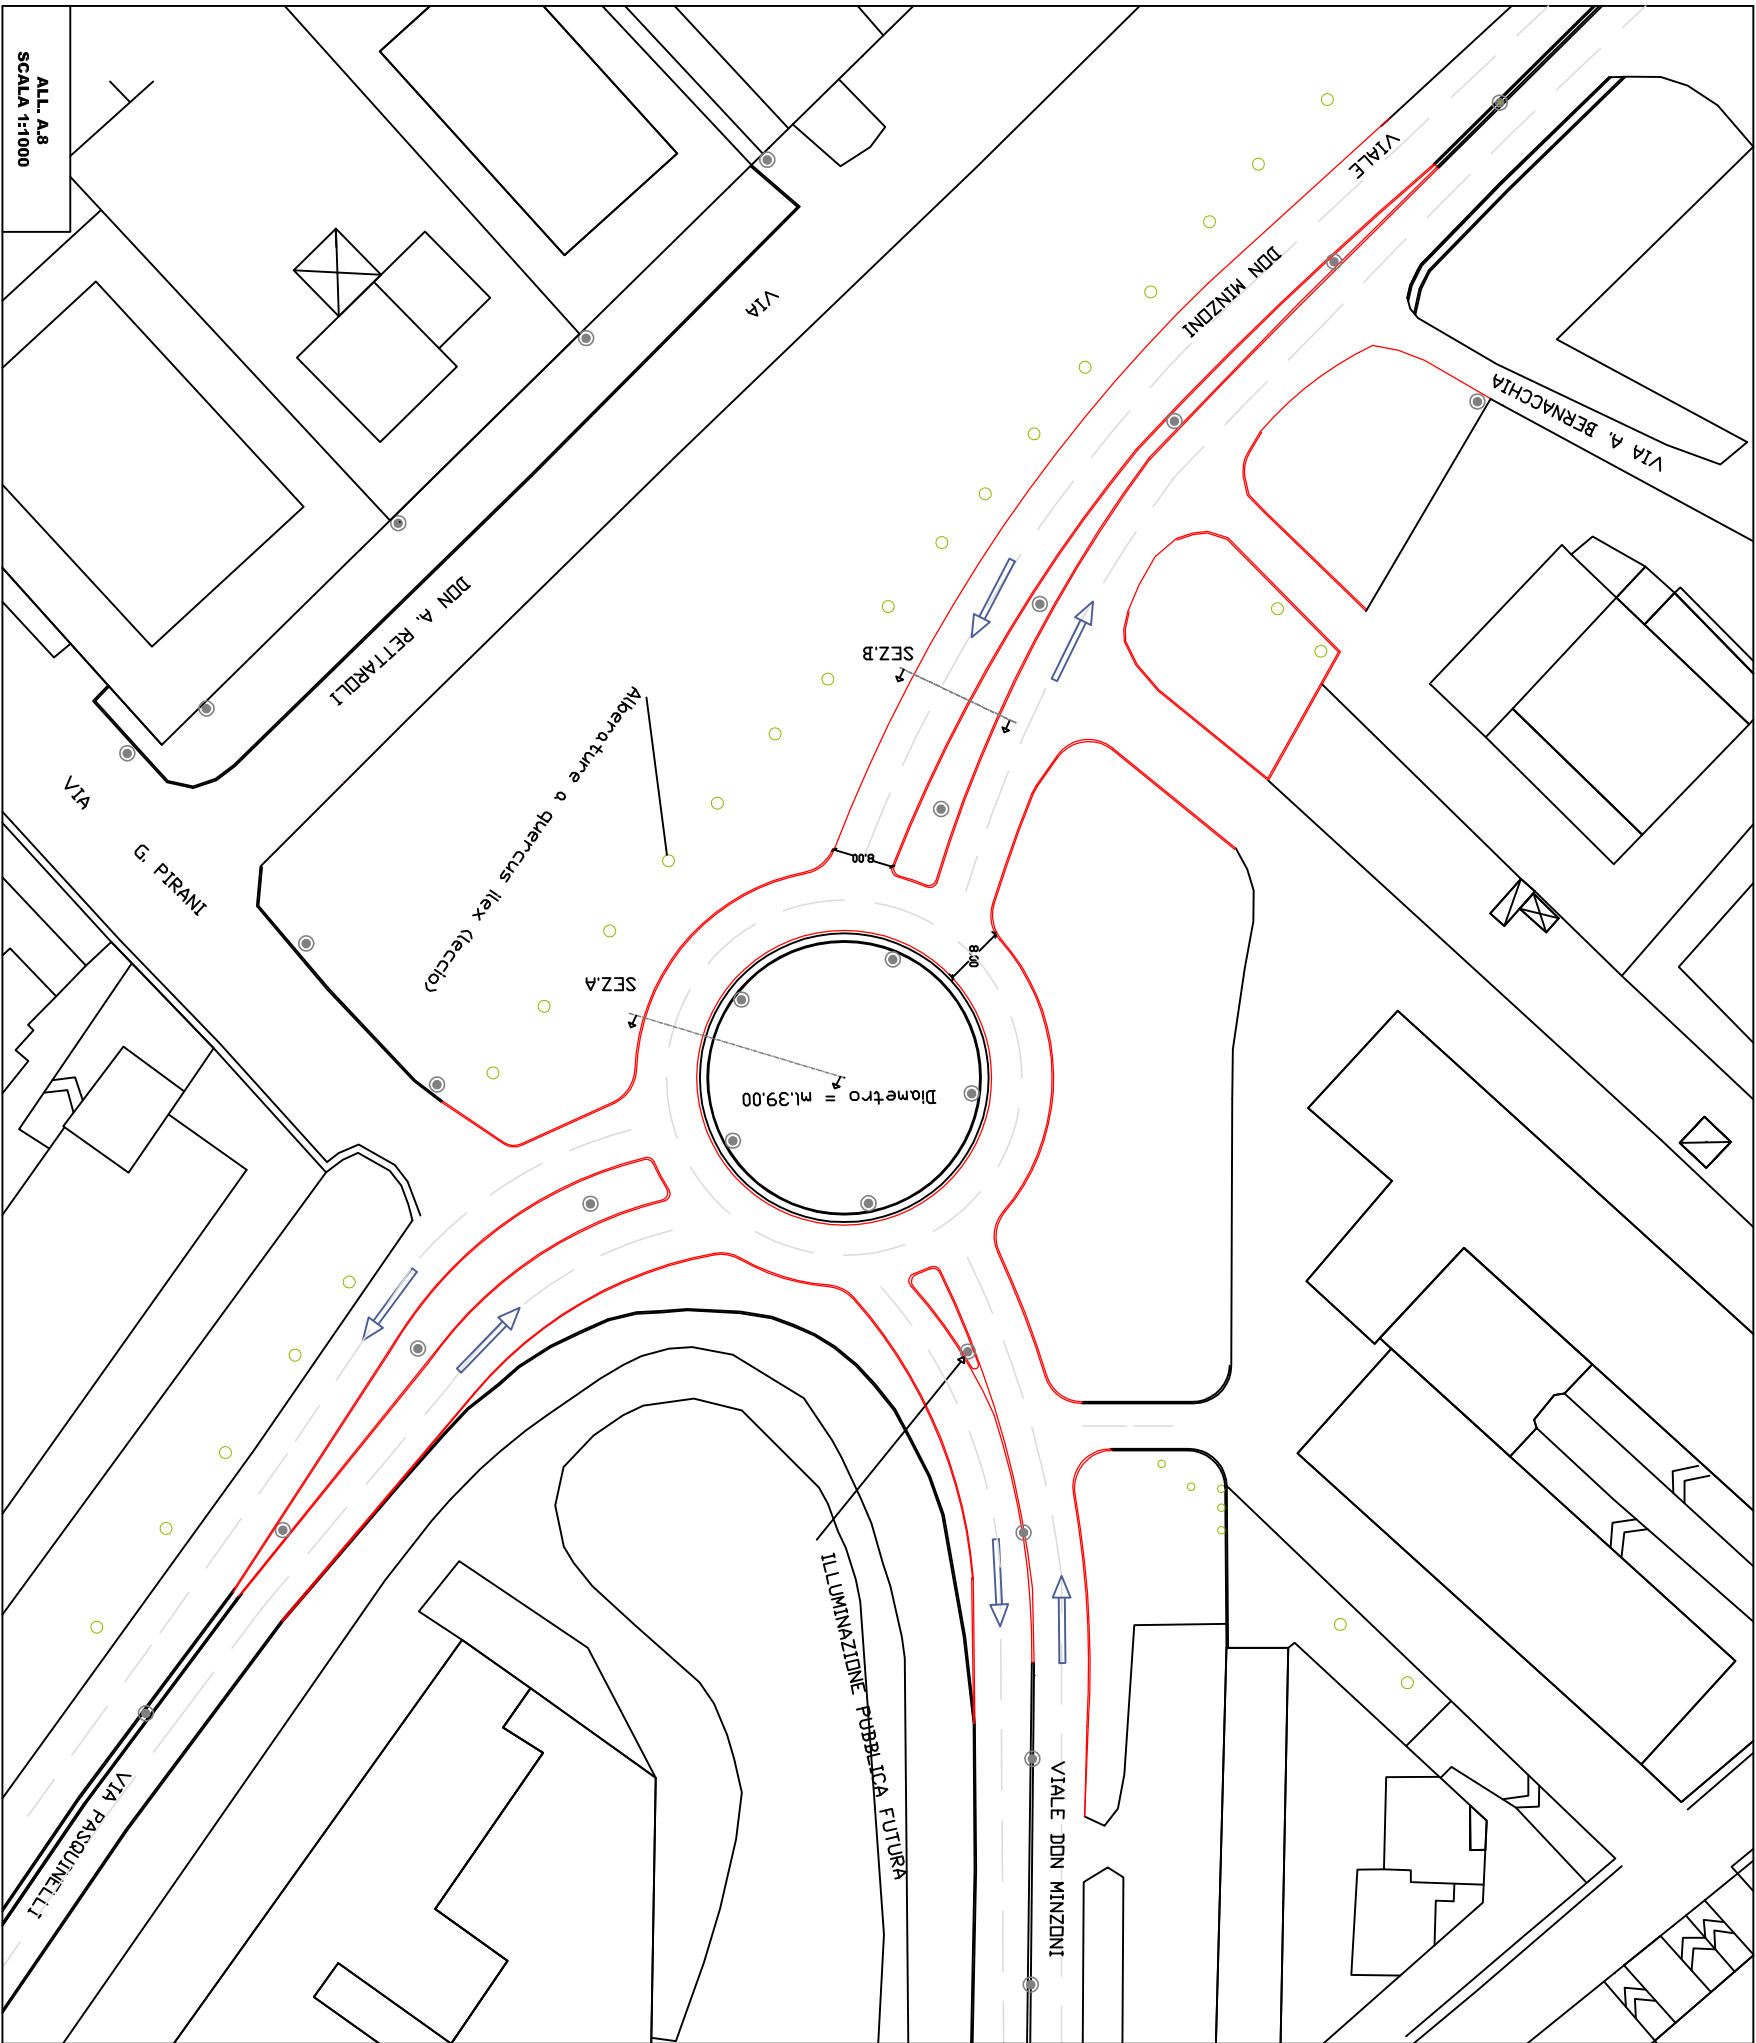 ALL. A.8
SCALA 1:1000
VIALE
DON MINZONI
VIA A. BERNACCHIA
VIA
DON A. RETTAROLI
VIA
G. PIRANI
SEZ.B
Alberature a quercus ilex (leccio)
8.00
8.00
SEZ.A
Diametro = ml.39.00
ILLUMINAZIONE PUBBLICA FUTURA
VIALE DON MINZONI
VIA PASQUINELLI